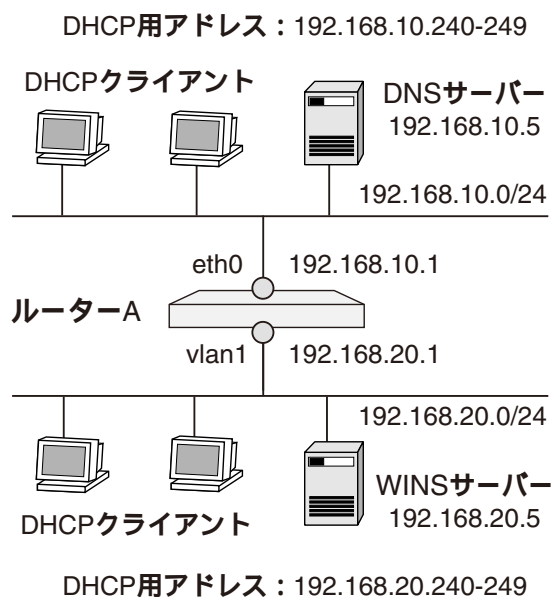 DHCP用アドレス：192.168.10.240-249
DHCPクライアント
DNSサーバー
192.168.10.5
192.168.10.0/24
eth0
192.168.10.1
ルーターA
vlan1
192.168.20.1
192.168.20.0/24
WINSサーバー
192.168.20.5
DHCPクライアント
DHCP用アドレス：192.168.20.240-249